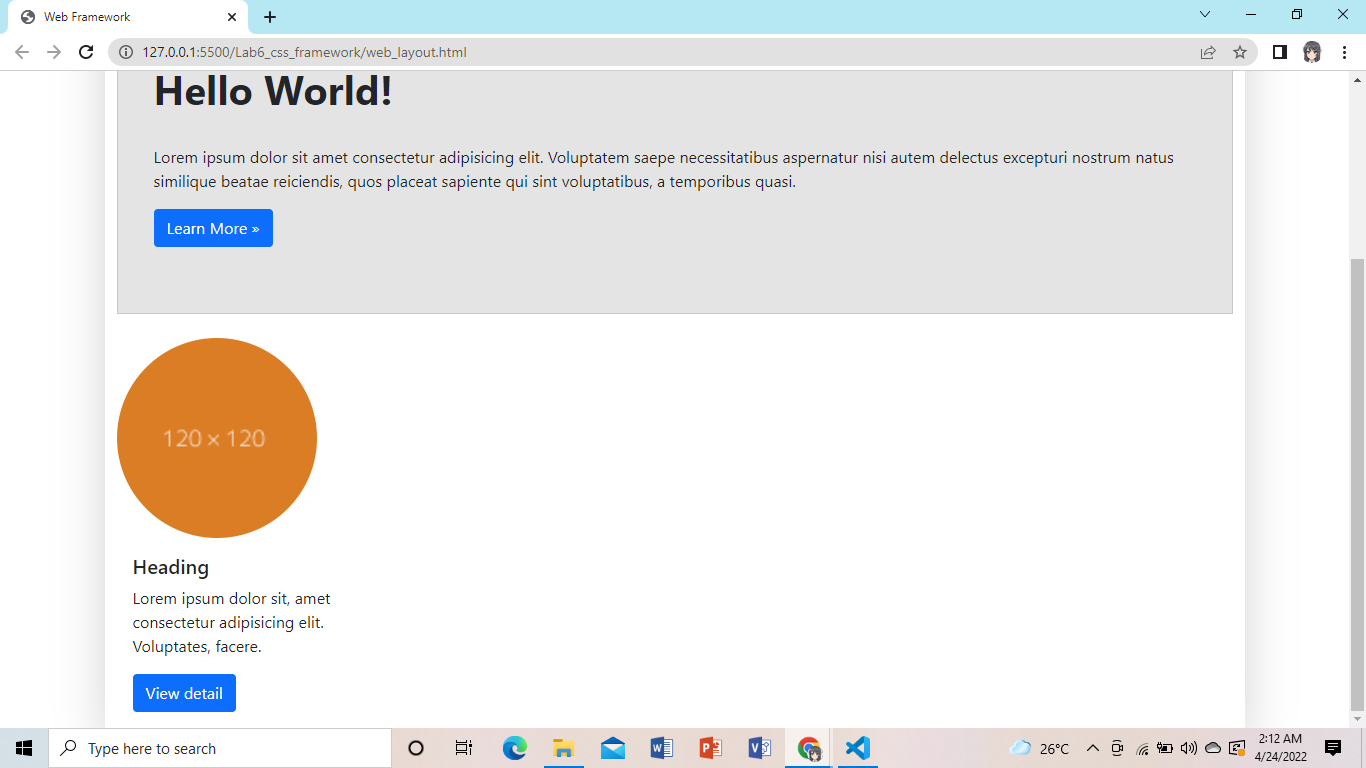 Web Framework
127.0.0.1:5500/Lab6_css_framework/web_layout.html
Hello World!
Lorem ipsum dolor sit amet consectetur adipisicing elit. Voluptatem saepe necessitatibus aspernatur nisi autem delectus excepturi nostrum natus
similique beatae reiciendis, quos placeat sapiente qui sint voluptatibus, a temporibus quasi.
Learn More »
120 × 120
Heading
Lorem ipsum dolor sit, amet
consectetur adipisicing elit.
Voluptates, facere.
View detail
Type here to search
26°C
2:12 AM
4/24/2022